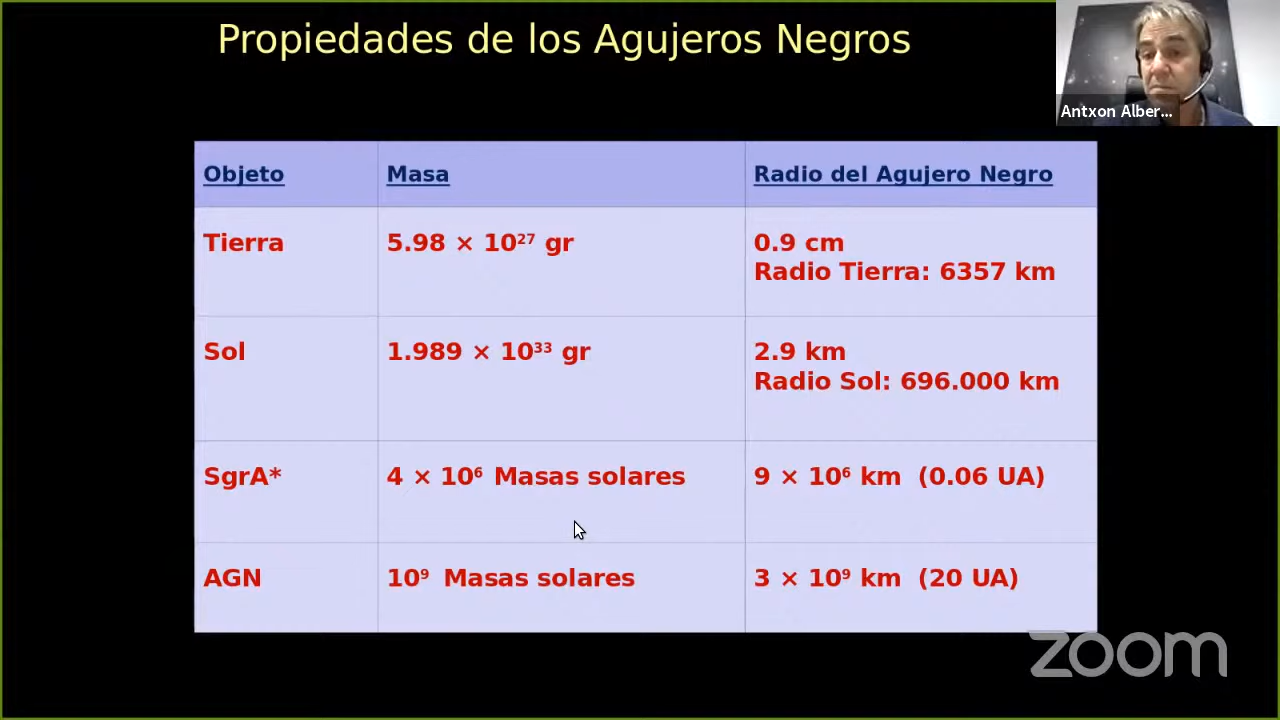 Propiedades de los Agujeros Negros
Antxon Alber...
Objeto Masa Radio del Agujero Negro
Tierra 5.98 × 10²⁷ gr 0.9 cm
Radio Tierra: 6357 km
Sol 1.989 × 10³³ gr 2.9 km
Radio Sol: 696.000 km
SgrA* 4 × 10⁶ Masas solares 9 × 10⁶ km (0.06 UA)
AGN 10⁹ Masas solares 3 × 10⁹ km (20 UA)
zoom